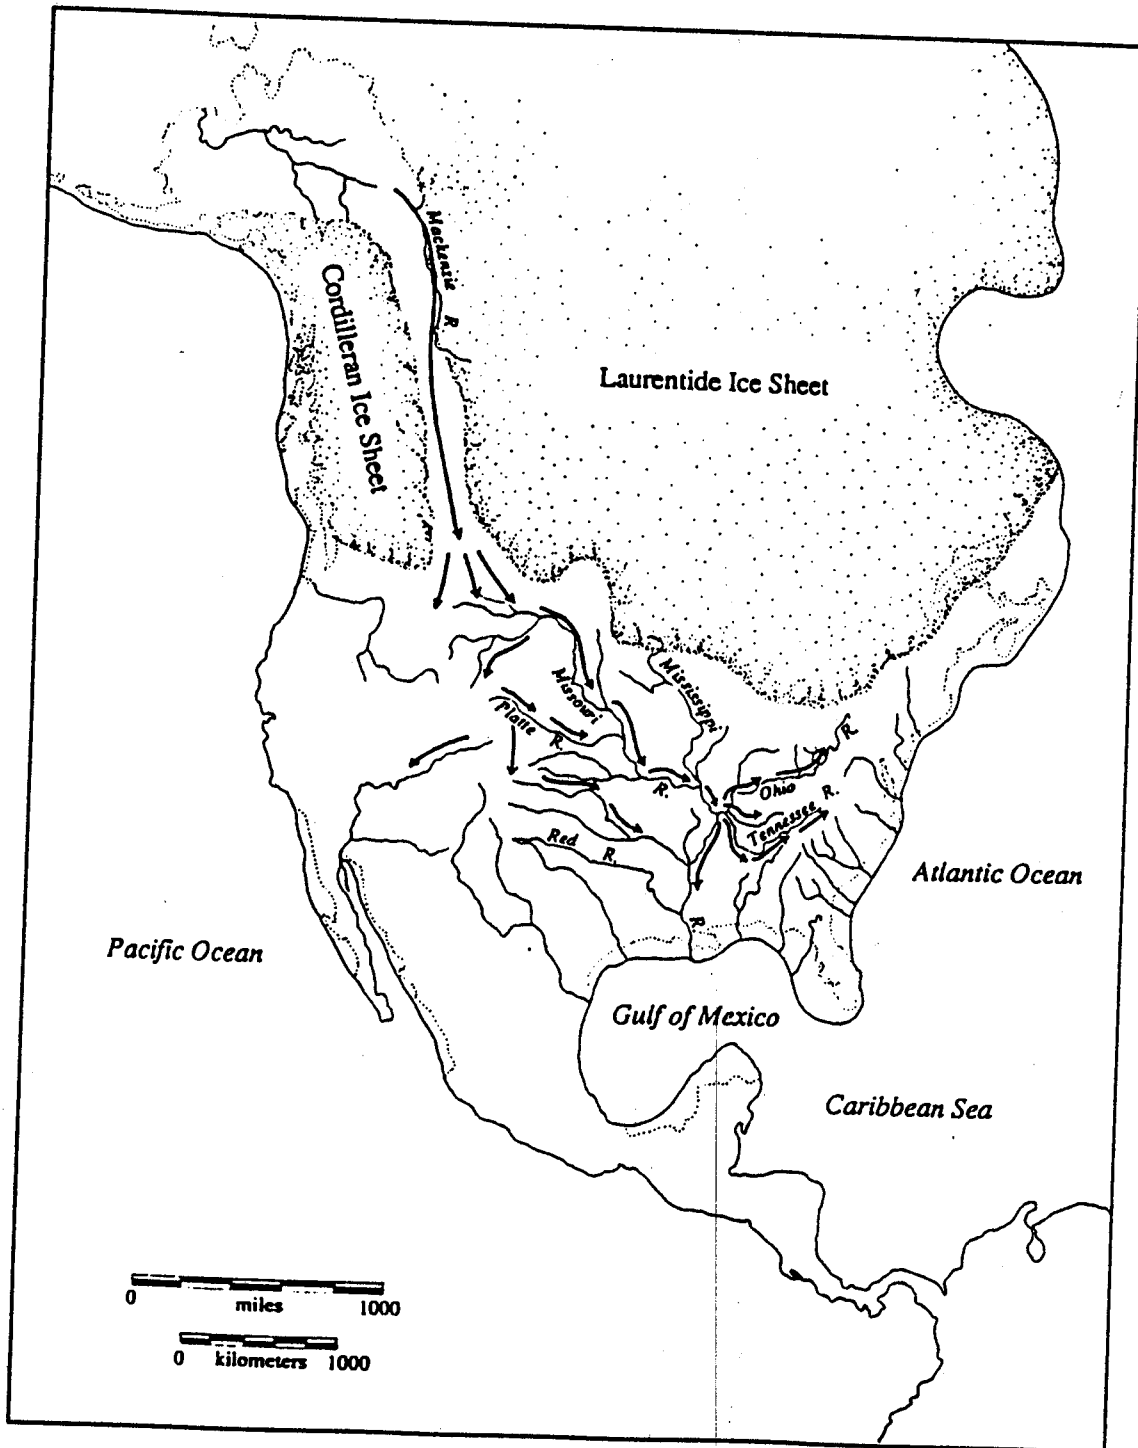 Mackenzie R.
Cordilleran Ice Sheet
Laurentide Ice Sheet
Mississippi
Missouri
Platte
R.
R.
R.
Ohio
R.
Tennessee
Red
R.
R.
Atlantic Ocean
Pacific Ocean
Gulf of Mexico
Caribbean Sea
0 miles 1000
0 kilometers 1000